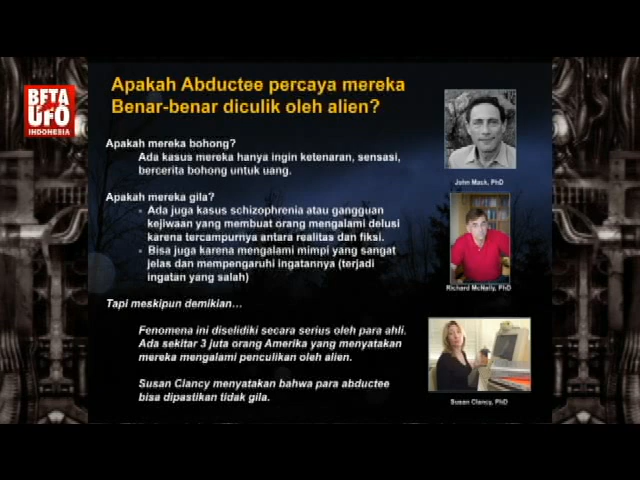 BETA
UFO
INDONESIA
Apakah Abductee percaya mereka
Benar-benar diculik oleh alien?
Apakah mereka bohong?
Ada kasus mereka hanya ingin ketenaran, sensasi,
bercerita bohong untuk uang.
Apakah mereka gila?
Ada juga kasus schizophrenia atau gangguan
kejiwaan yang membuat orang mengalami delusi
karena tercampurnya antara realitas dan fiksi.
Bisa juga karena mengalami mimpi yang sangat
jelas dan mempengaruhi ingatannya (terjadi
ingatan yang salah)
Tapi meskipun demikian...
Fenomena ini diselidiki secara serius oleh para ahli.
Ada sekitar 3 juta orang Amerika yang menyatakan
mereka mengalami penculikan oleh alien.
Susan Clancy menyatakan bahwa para abductee
bisa dipastikan tidak gila.
John Mack, PhD
Richard McNally, PhD
Susan Clancy, PhD